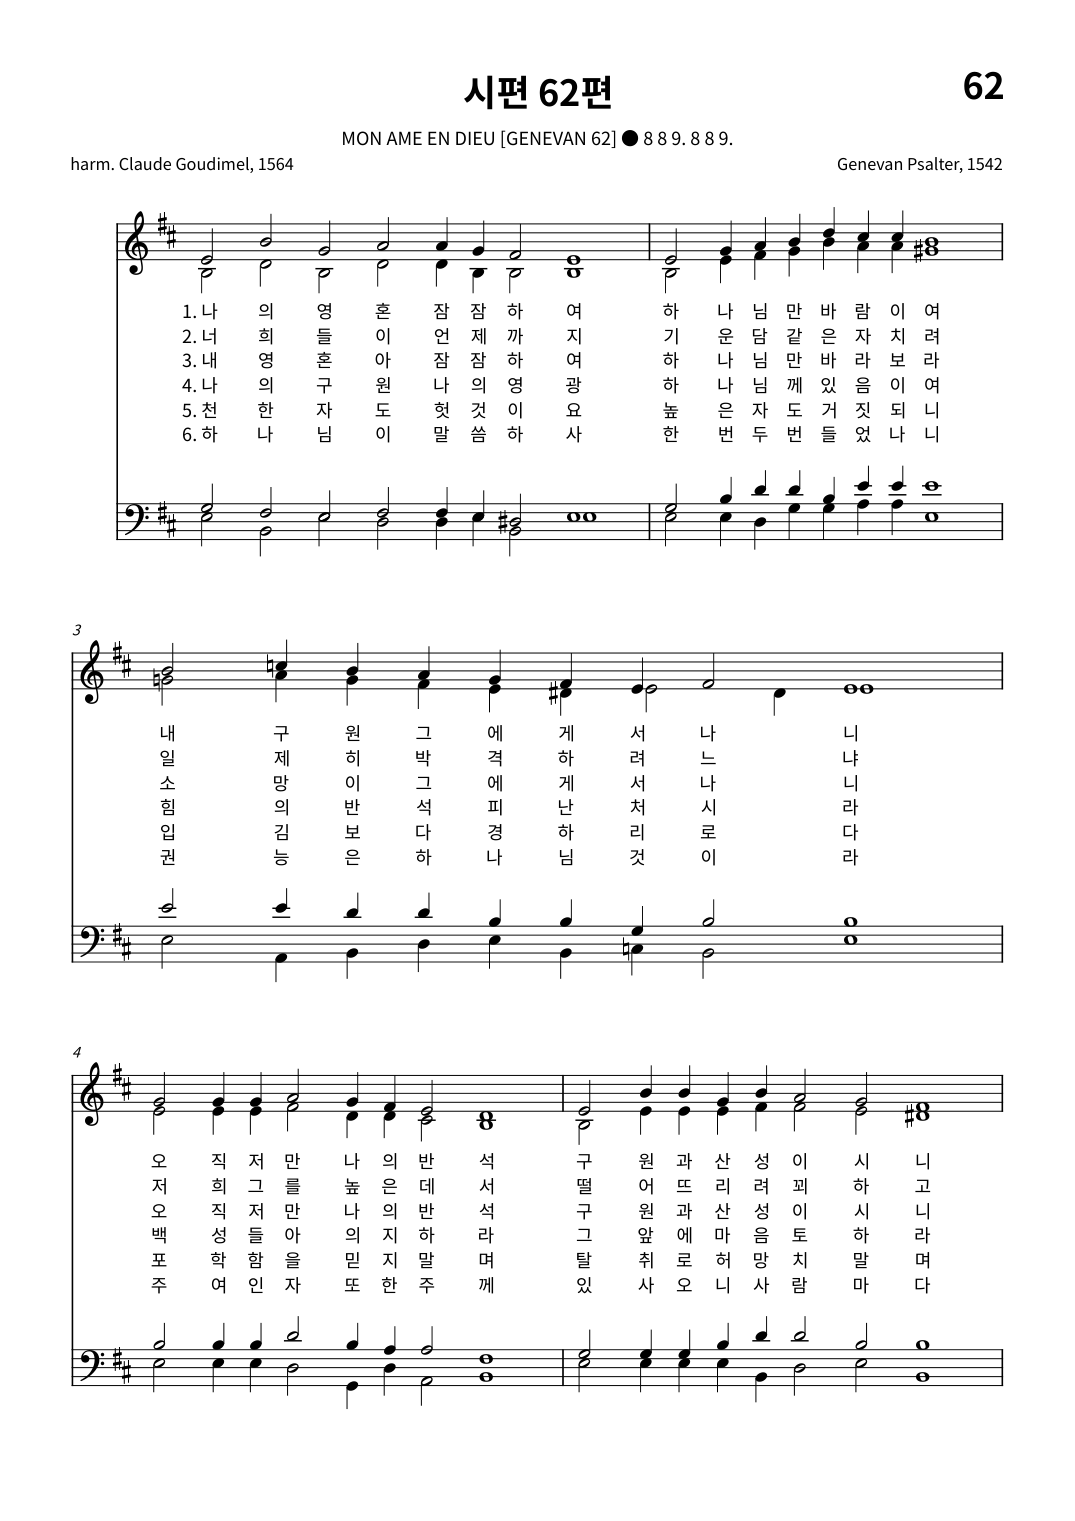 시편 62편
62
MON AME EN DIEU [GENEVAN 62] ● 8 8 9. 8 8 9.
harm. Claude Goudimel, 1564
Genevan Psalter, 1542
1. 나 의 영 혼 잠 잠 하 여 하 나 님 만 바 람 이 여
2. 너 희 들 이 언 제 까 지 기 운 담 같 은 자 치 려
3. 내 영 혼 아 잠 잠 하 여 하 나 님 만 바 라 보 라
4. 나 의 구 원 나 의 영 광 하 나 님 께 있 음 이 여
5. 천 한 자 도 헛 것 이 요 높 은 자 도 거 짓 되 니
6. 하 나 님 이 말 씀 하 사 한 번 두 번 들 었 나 니
3
내 구 원 그 에 게 서 나 니
일 제 히 박 격 하 려 느 냐
소 망 이 그 에 게 서 나 니
힘 의 반 석 피 난 처 시 라
입 김 보 다 경 하 리 로 다
권 능 은 하 나 님 것 이 라
4
오 직 저 만 나 의 반 석 구 원 과 산 성 이 시 니
저 희 그 를 높 은 데 서 떨 어 뜨 리 려 꾀 하 고
오 직 저 만 나 의 반 석 구 원 과 산 성 이 시 니
백 성 들 아 의 지 하 라 그 앞 에 마 음 토 하 라
포 학 함 을 믿 지 말 며 탈 취 로 허 망 치 말 며
주 여 인 자 또 한 주 께 있 사 오 니 사 람 마 다